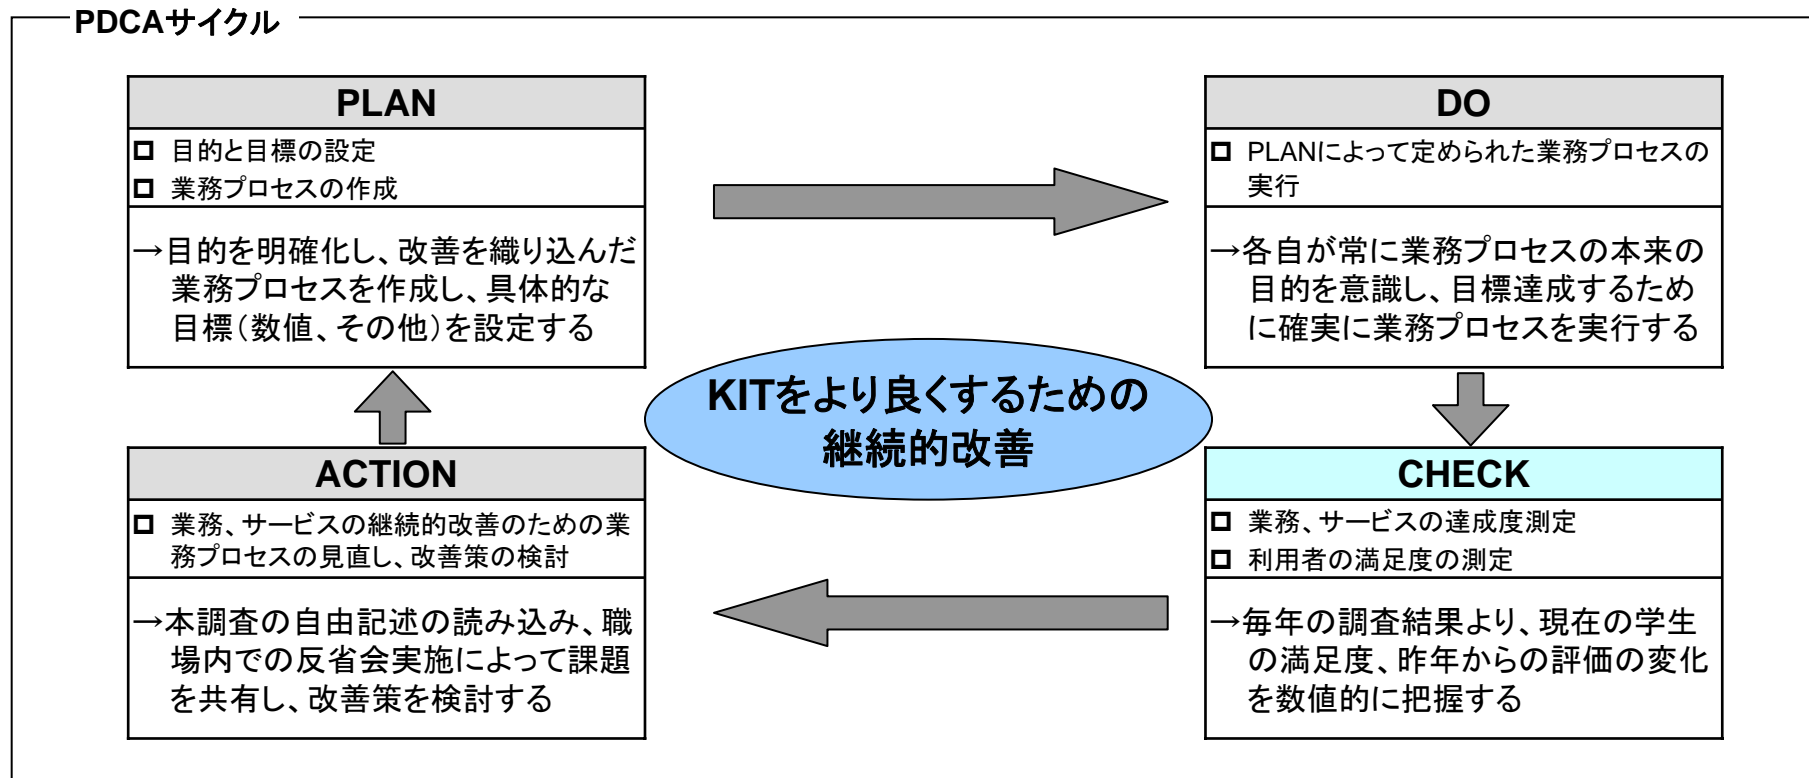 PDCAサイクル
PLAN
目的と目標の設定
業務プロセスの作成
→目的を明確化し、改善を織り込んだ
業務プロセスを作成し、具体的な
目標(数値、その他)を設定する
DO
PLANによって定められた業務プロセスの
実行
→各自が常に業務プロセスの本来の
目的を意識し、目標達成するため
に確実に業務プロセスを実行する
KITをより良くするための
継続的改善
ACTION
業務、サービスの継続的改善のための業
務プロセスの見直し、改善策の検討
→本調査の自由記述の読み込み、職
場内での反省会実施によって課題
を共有し、改善策を検討する
CHECK
業務、サービスの達成度測定
利用者の満足度の測定
→毎年の調査結果より、現在の学生
の満足度、昨年からの評価の変化
を数値的に把握する